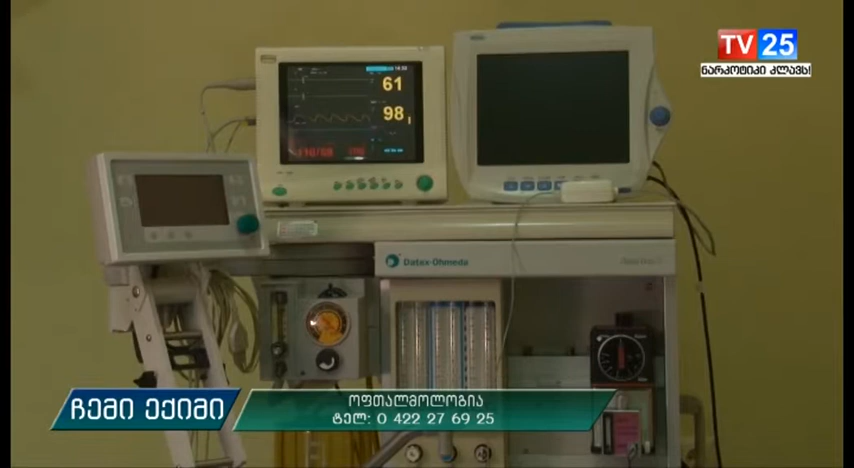 TV 25
ნარკოტიკი კლავს!
61
98
Datex-Ohmeda
ჩემი ექიმი
ოფთალმოლოგია
ტელ: 0 422 27 69 25